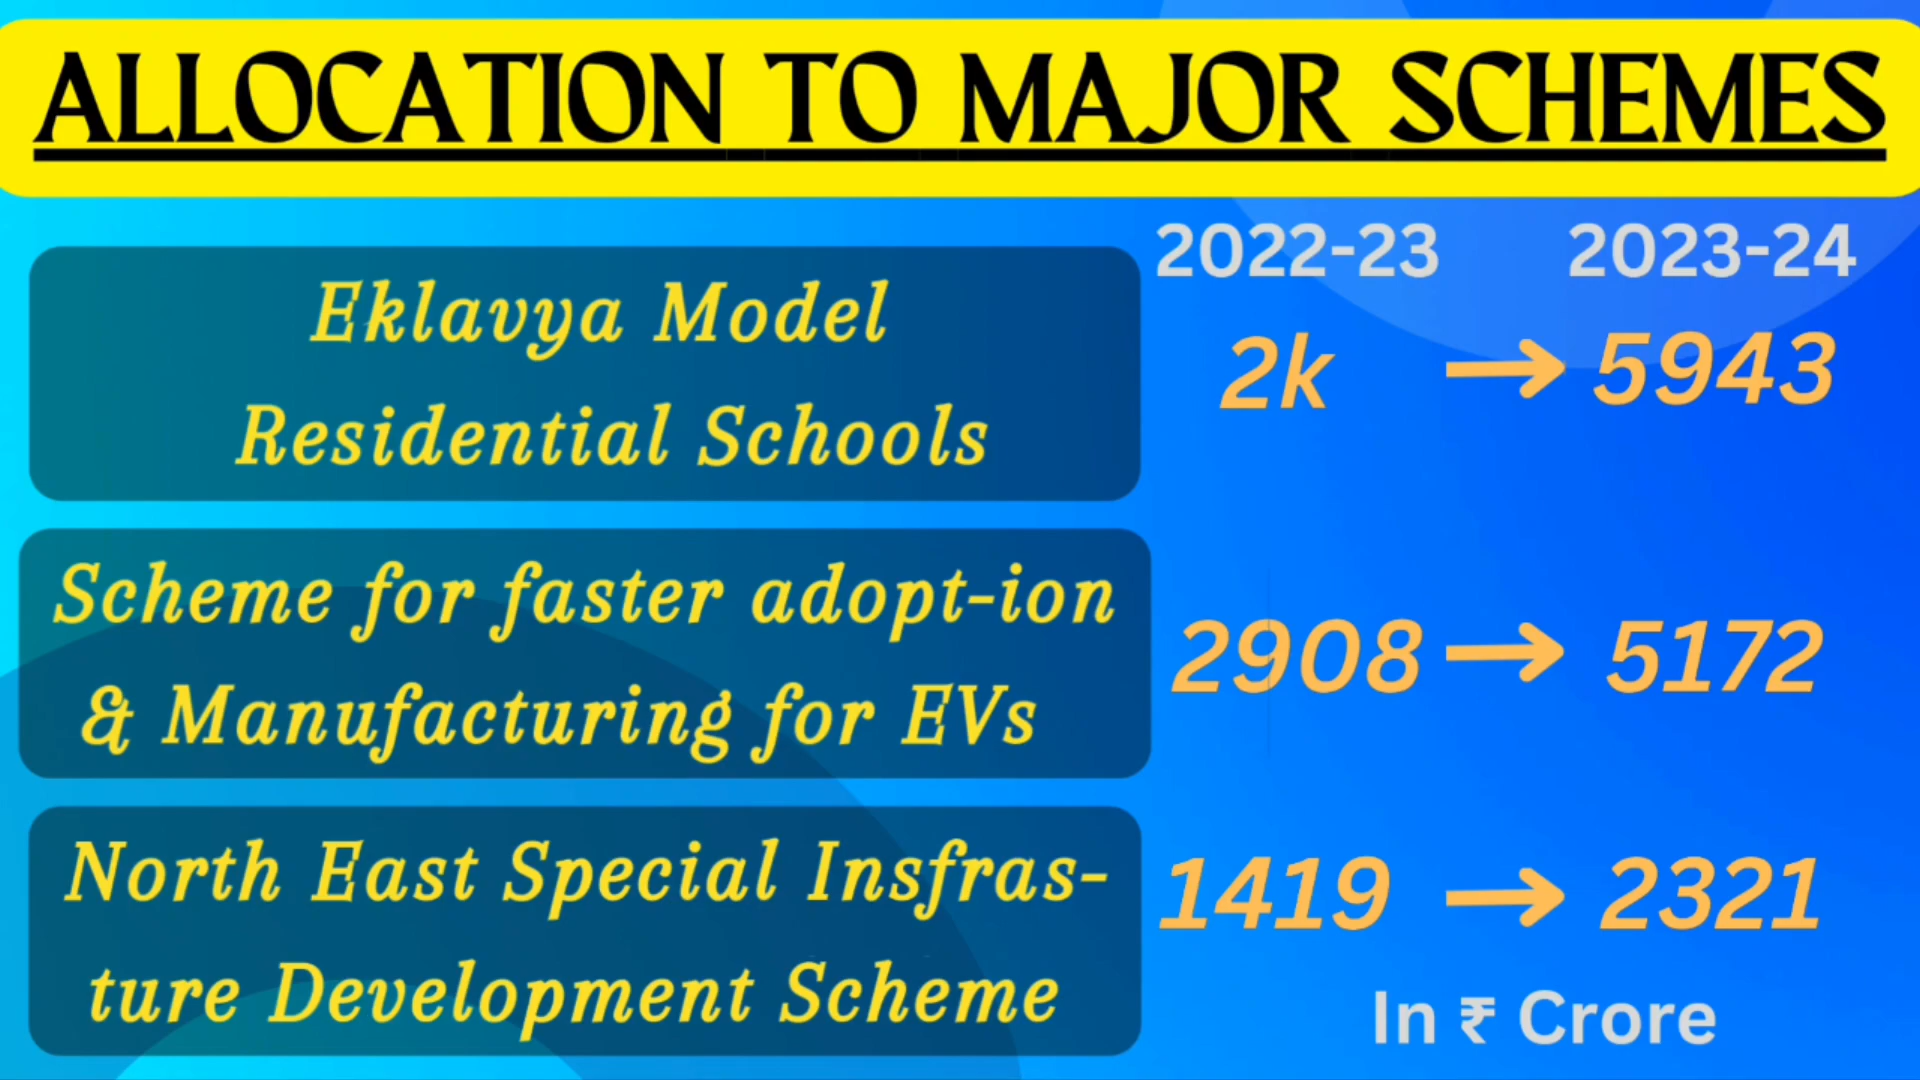 ALLOCATION TO MAJOR SCHEMES
2022-23 2023-24
Eklavya Model
Residential Schools
2k → 5943
Scheme for faster adopt-ion
& Manufacturing for EVs
2908 → 5172
North East Special Insfras-
ture Development Scheme
1419 → 2321
In ₹ Crore